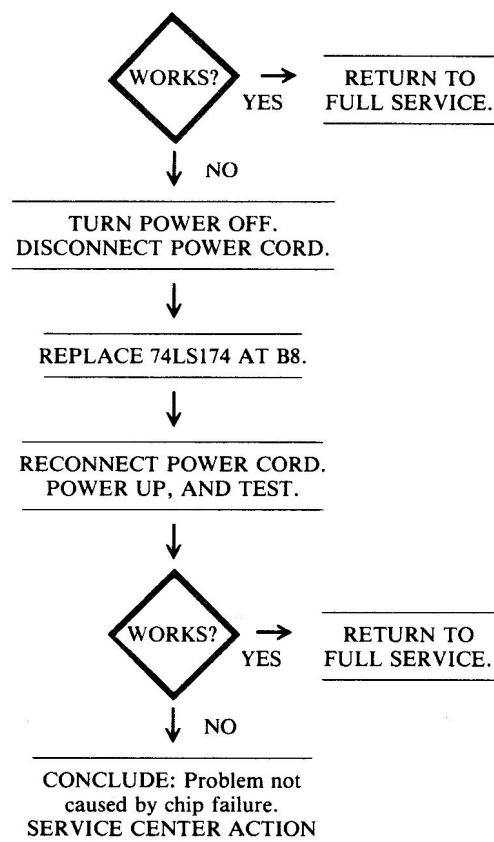 WORKS?
YES
RETURN TO
FULL SERVICE.
NO
TURN POWER OFF.
DISCONNECT POWER CORD.
REPLACE 74LS174 AT B8.
RECONNECT POWER CORD.
POWER UP, AND TEST.
WORKS?
YES
RETURN TO
FULL SERVICE.
NO
CONCLUDE: Problem not
caused by chip failure.
SERVICE CENTER ACTION